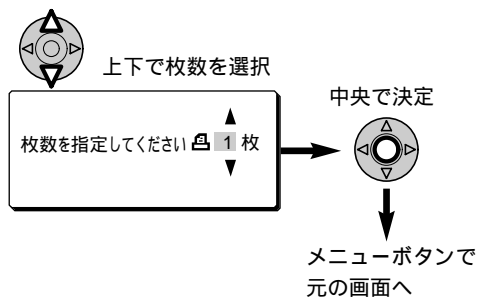 上下で枚数を選択
中央で決定
枚数を指定してください 1 枚
メニューボタンで
元の画面へ